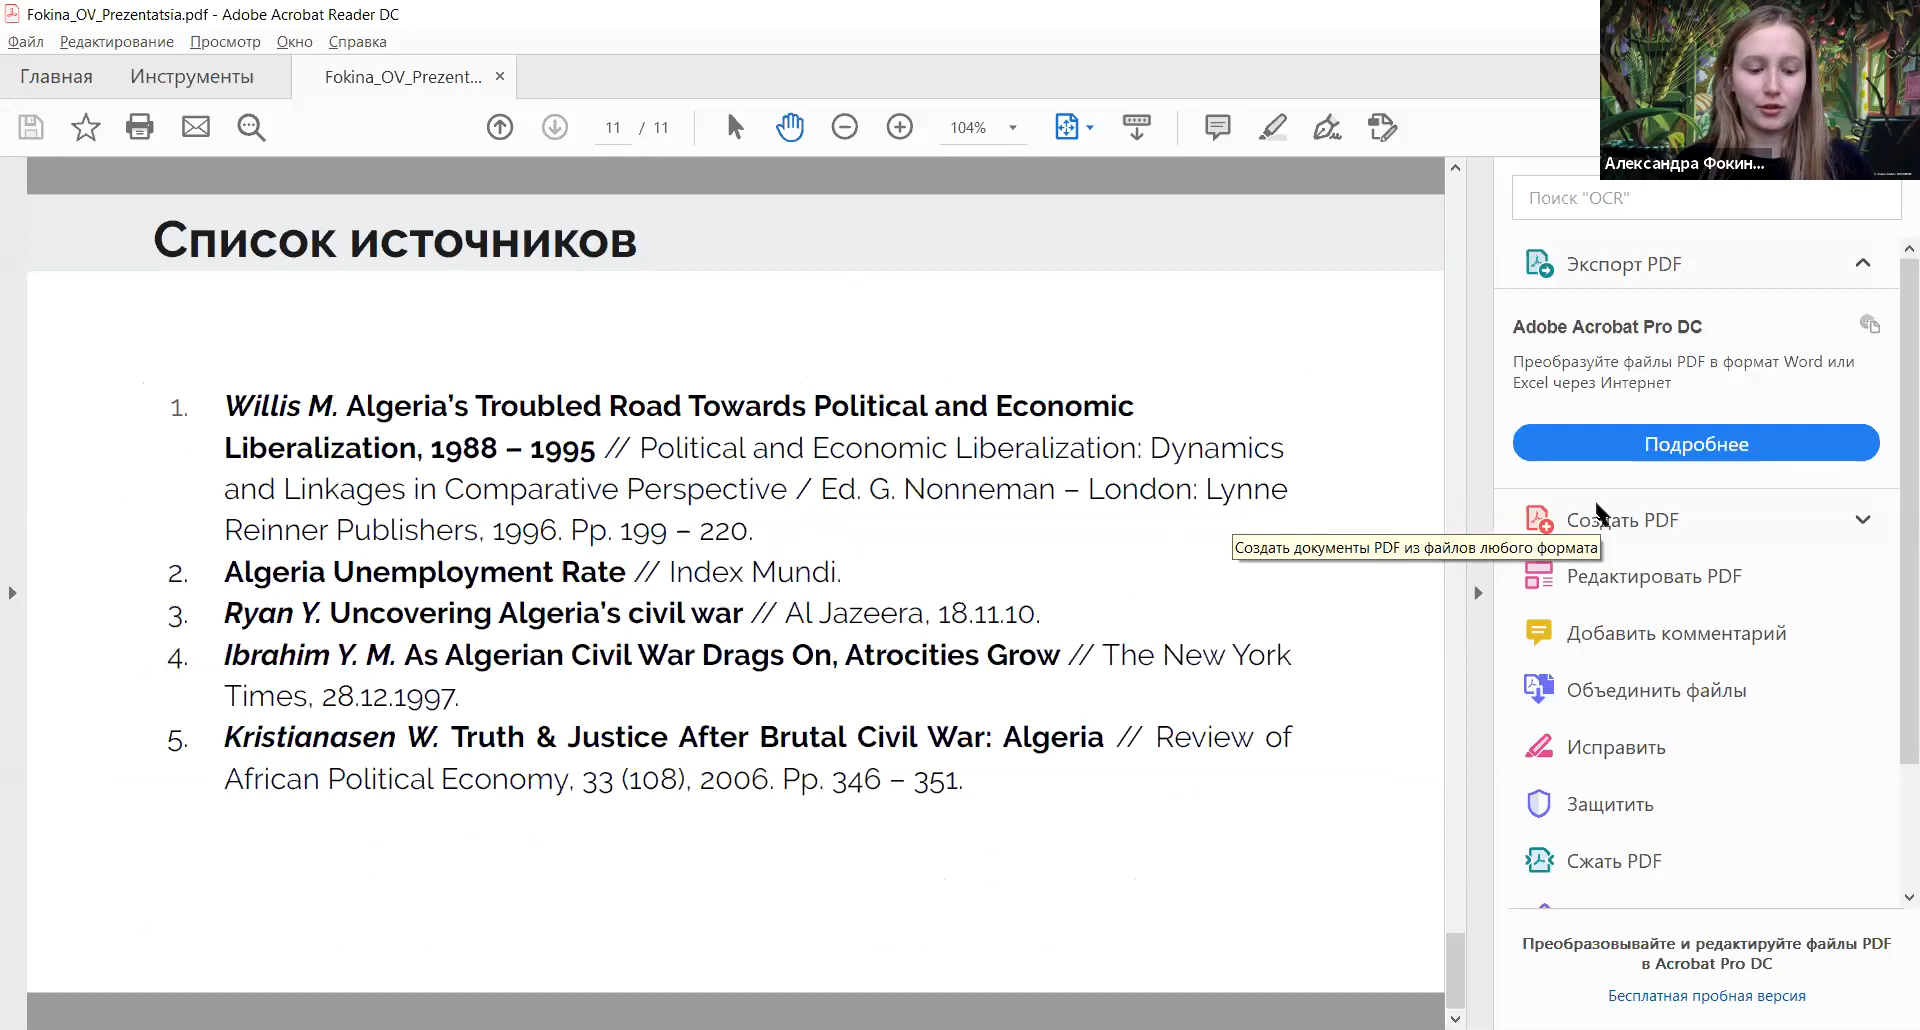 Fokina_OV_Prezentatsia.pdf - Adobe Acrobat Reader DC
Файл Редактирование Просмотр Окно Справка
Главная Инструменты Fokina_OV_Prezent... ×
11 / 11 104%
Александра Фокин...
Поиск "OCR"
Список источников
Экспорт PDF
Adobe Acrobat Pro DC
Преобразуйте файлы PDF в формат Word или
Excel через Интернет
Подробнее
1. Willis M. Algeria’s Troubled Road Towards Political and Economic
Liberalization, 1988 – 1995 // Political and Economic Liberalization: Dynamics
and Linkages in Comparative Perspective / Ed. G. Nonneman – London: Lynne
Reinner Publishers, 1996. Pp. 199 – 220.
2. Algeria Unemployment Rate // Index Mundi.
3. Ryan Y. Uncovering Algeria’s civil war // Al Jazeera, 18.11.10.
4. Ibrahim Y. M. As Algerian Civil War Drags On, Atrocities Grow // The New York
Times, 28.12.1997.
5. Kristianasen W. Truth & Justice After Brutal Civil War: Algeria // Review of
African Political Economy, 33 (108), 2006. Pp. 346 – 351.
Создать PDF
Создать документы PDF из файлов любого формата
Редактировать PDF
Добавить комментарий
Объединить файлы
Исправить
Защитить
Сжать PDF
Преобразовывайте и редактируйте файлы PDF
в Acrobat Pro DC
Бесплатная пробная версия